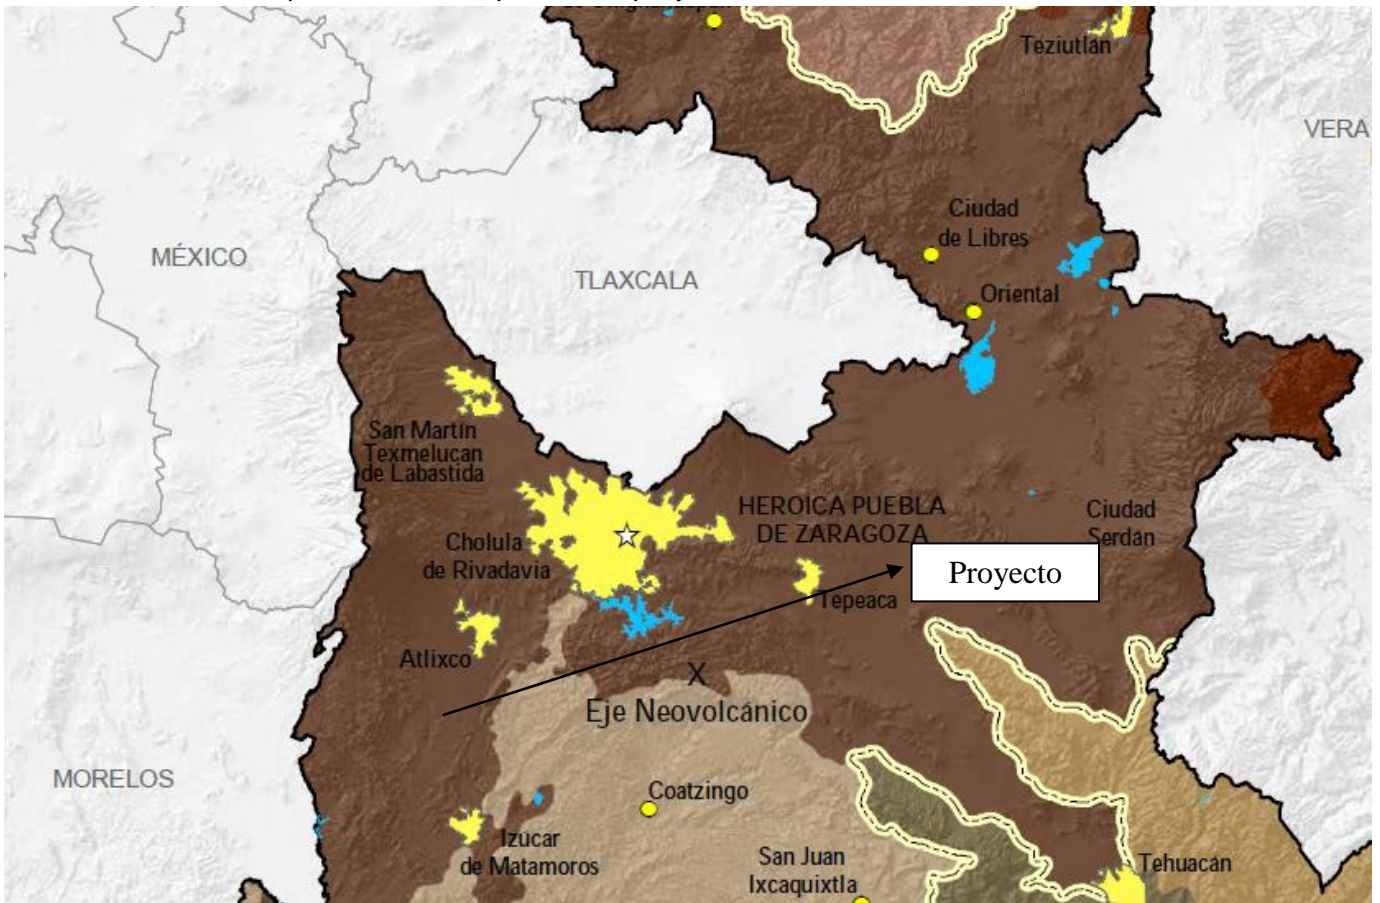 Teziutlán
VERA
Ciudad
de Libres
MÉXICO
TLAXCALA
Oriental
San Martín
Texmelucan
de Labastida
HEROICA PUEBLA
DE ZARAGOZA
Ciudad
Serdán
Cholula
de Rivadavia
Proyecto
Tepeaca
Atlixco
X
Eje Neovolcánico
MORELOS
Coatzingo
Izúcar
de Matamoros
San Juan
Ixcaquixtla
Tehuacán